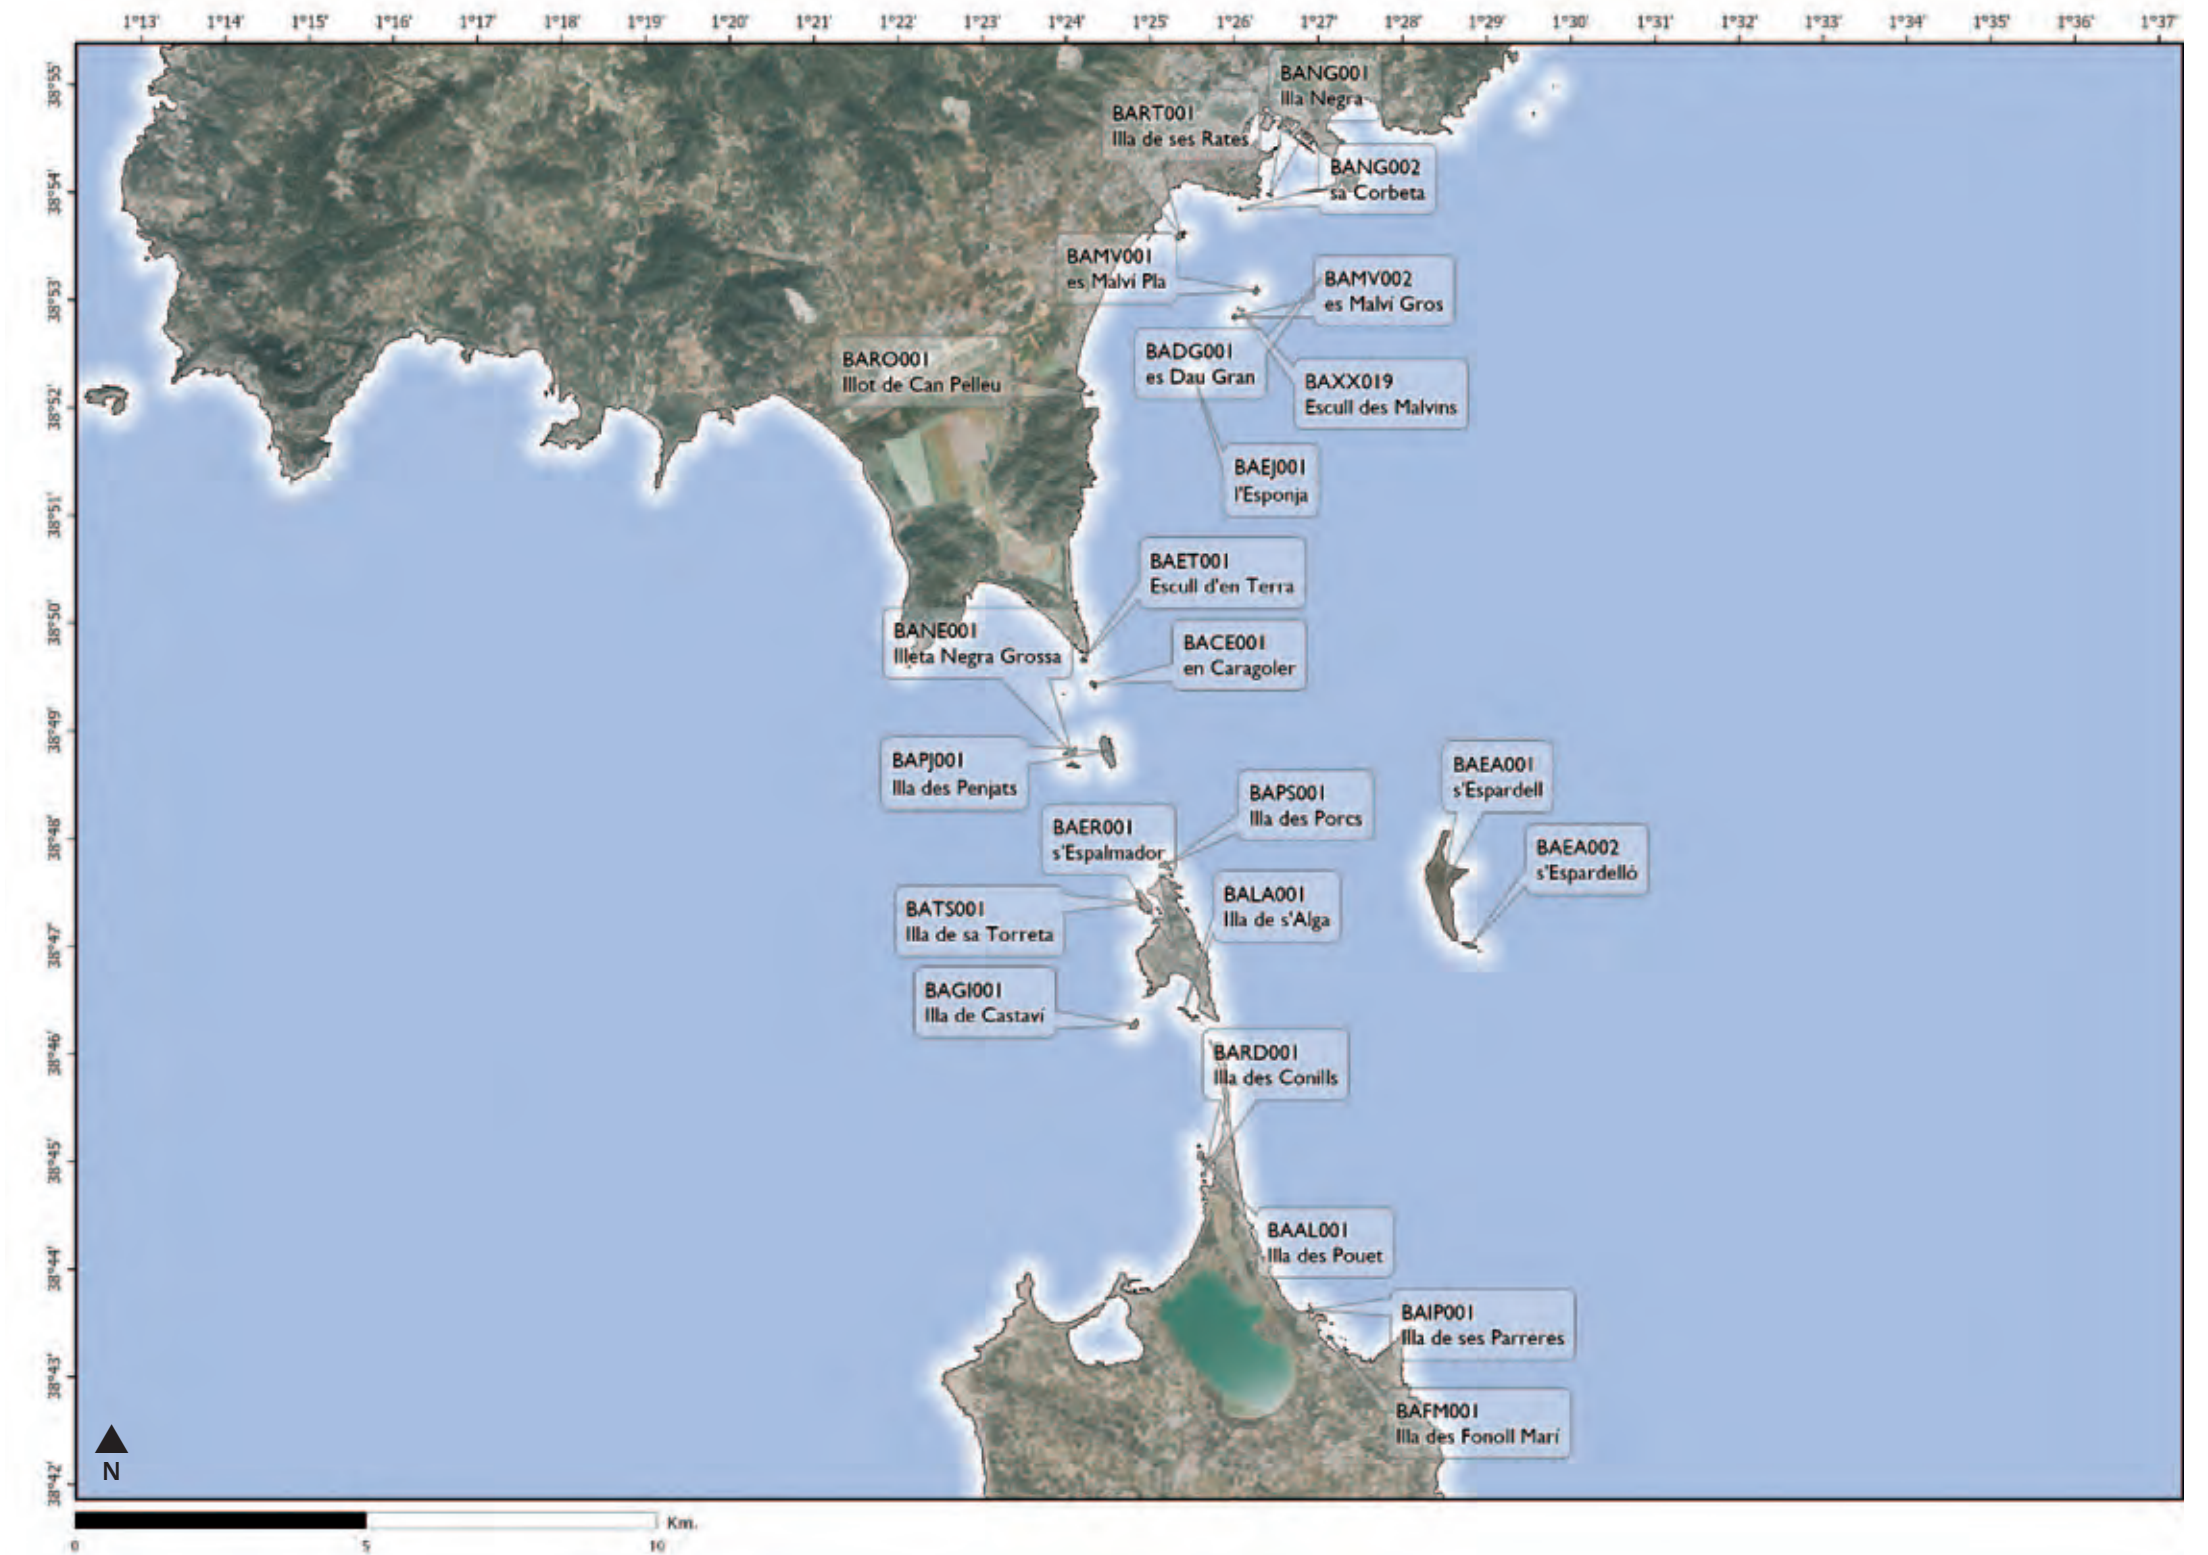 1°13' 1°14' 1°15' 1°16' 1°17' 1°18' 1°19' 1°20' 1°21' 1°22' 1°23' 1°24' 1°25' 1°26' 1°27' 1°28' 1°29' 1°30' 1°31' 1°32' 1°33' 1°34' 1°35' 1°36' 1°37'
38°55'
38°54'
38°53'
38°52'
38°51'
38°50'
38°49'
38°48'
38°47'
38°46'
38°45'
38°44'
38°43'
38°42'
BANG001
Illa Negra
BART001
Illa de ses Rates
BANG002
sa Corbeta
BAMV001
es Malví Pla
BAMV002
es Malví Gros
BARO001
Illot de Can Pelleu
BADG001
es Dau Gran
BAXX019
Escull des Malvins
BAEJ001
l'Esponja
BAET001
Escull d'en Terra
BANE001
Illeta Negra Grossa
BACE001
en Caragoler
BAPJ001
Illa des Penjats
BAEA001
s'Espardell
BAPS001
Illa des Porcs
BAER001
s'Espalmador
BAEA002
s'Espardelló
BALA001
Illa de s'Alga
BATS001
Illa de sa Torreta
BAGI001
Illa de Castaví
BARD001
Illa des Conills
BAAL001
Illa des Pouet
BAIP001
Illa de ses Parreres
BAFM001
Illa des Fonoll Marí
N
Km.
0 5 10